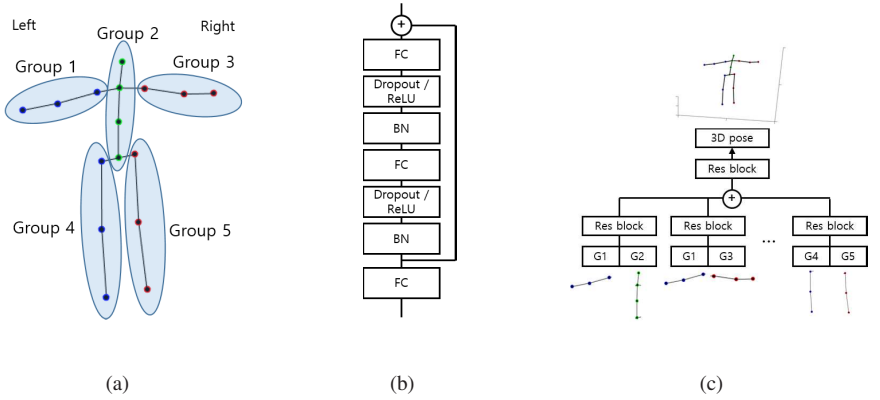 Left
Right
Group 2
Group 1
Group 3
Group 4
Group 5
(a)
FC
Dropout /
ReLU
BN
FC
Dropout /
ReLU
BN
FC
(b)
3D pose
Res block
Res block
Res block
...
Res block
G1 G2
G1 G3
G4 G5
(c)